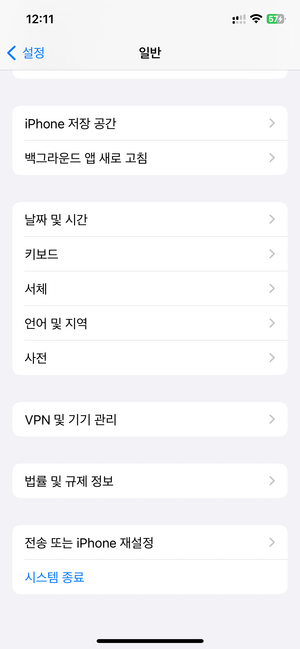 12:11
57
설정
일반
iPhone 저장 공간
백그라운드 앱 새로 고침
날짜 및 시간
키보드
서체
언어 및 지역
사전
VPN 및 기기 관리
법률 및 규제 정보
전송 또는 iPhone 재설정
시스템 종료